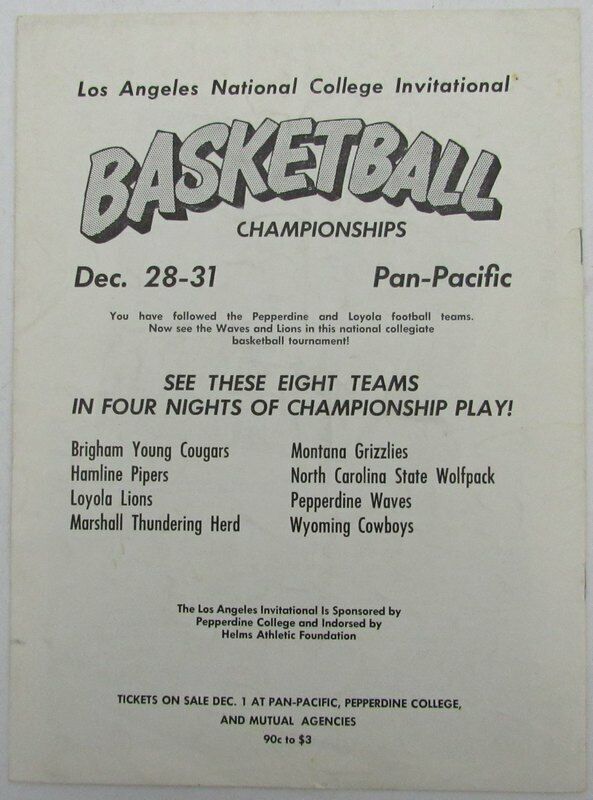 Los Angeles National College Invitational
BASKETBALL
CHAMPIONSHIPS
Dec. 28-31 Pan-Pacific
You have followed the Pepperdine and Loyola football teams.
Now see the Waves and Lions in this national collegiate
basketball tournament!
SEE THESE EIGHT TEAMS
IN FOUR NIGHTS OF CHAMPIONSHIP PLAY!
Brigham Young Cougars
Hamline Pipers
Loyola Lions
Marshall Thundering Herd
Montana Grizzlies
North Carolina State Wolfpack
Pepperdine Waves
Wyoming Cowboys
The Los Angeles Invitational Is Sponsored by
Pepperdine College and Indorsed by
Helms Athletic Foundation
TICKETS ON SALE DEC. 1 AT PAN-PACIFIC, PEPPERDINE COLLEGE,
AND MUTUAL AGENCIES
90c to $3